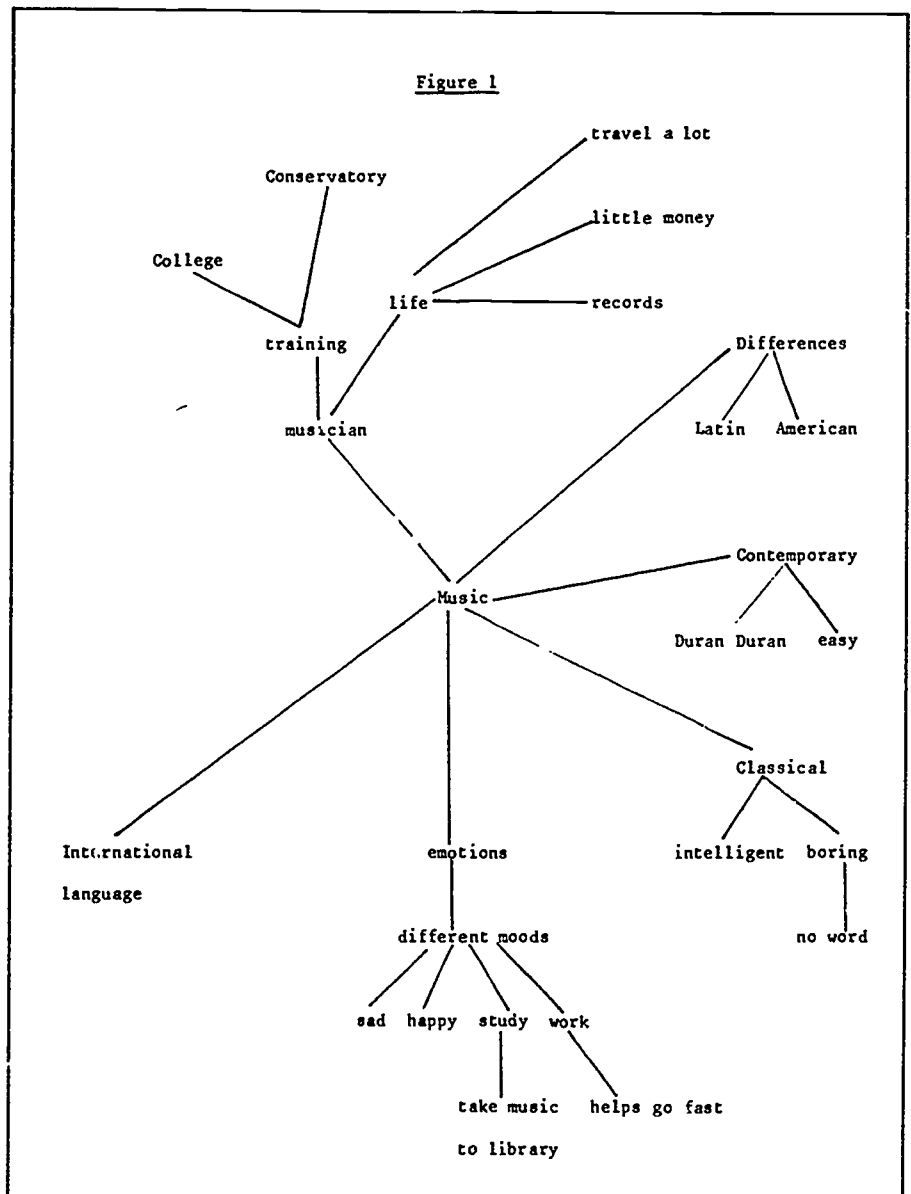 Figure 1
travel a lot
Conservatory
little money
College
life
records
training
Differences
musician
Latin American
Contemporary
Music
Duran Duran easy
Classical
International
language
emotions
intelligent boring
different moods
no word
sad happy study work
take music
to library
helps go fast